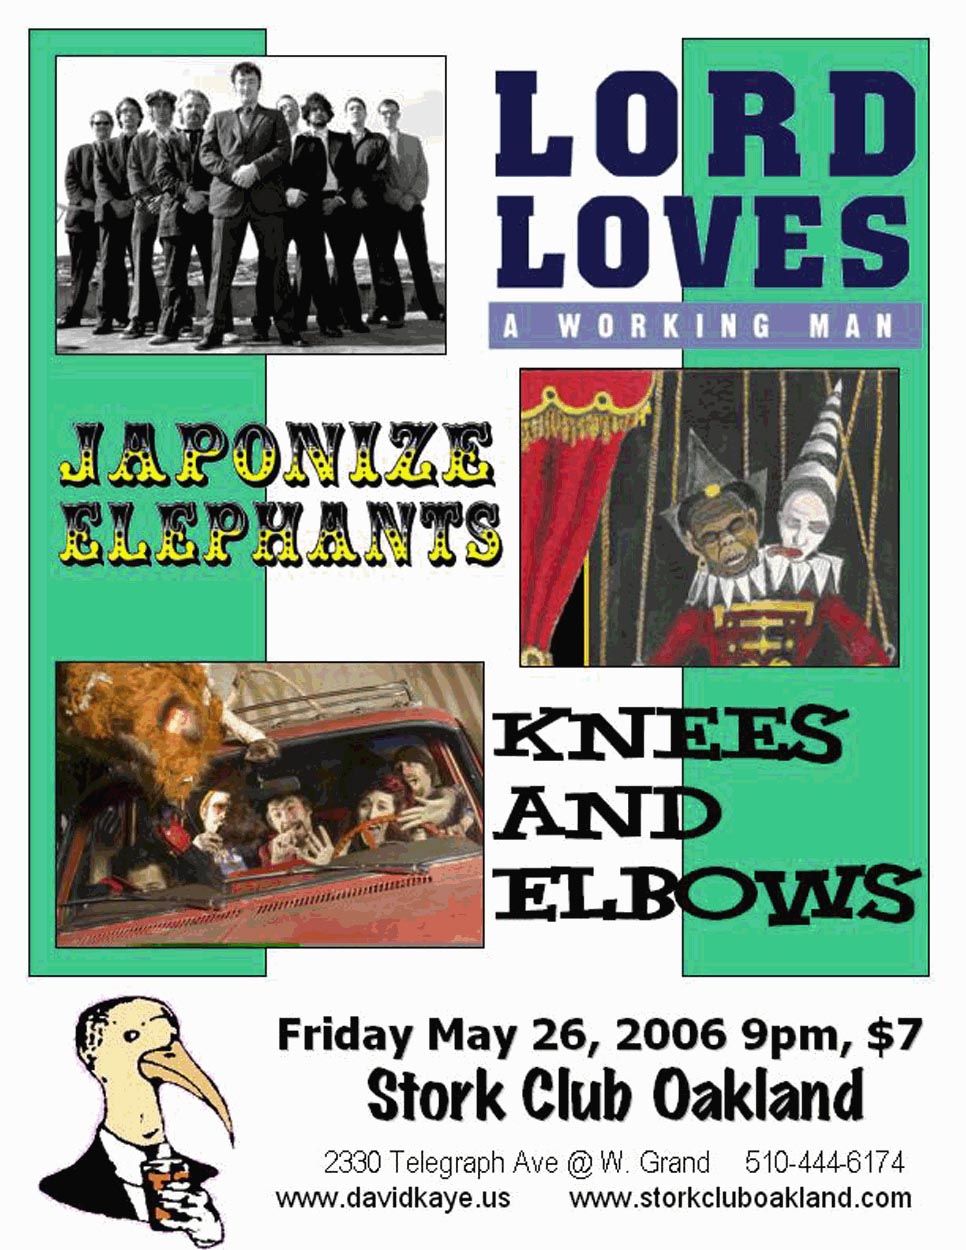 LORD
LOVES
A WORKING MAN
JAPONIZE
ELEPHANTS
KNEES
AND
ELBOWS
Friday May 26, 2006 9pm, $7
Stork Club Oakland
2330 Telegraph Ave @ W. Grand 510-444-6174
www.davidkaye.us www.storkcluboakland.com